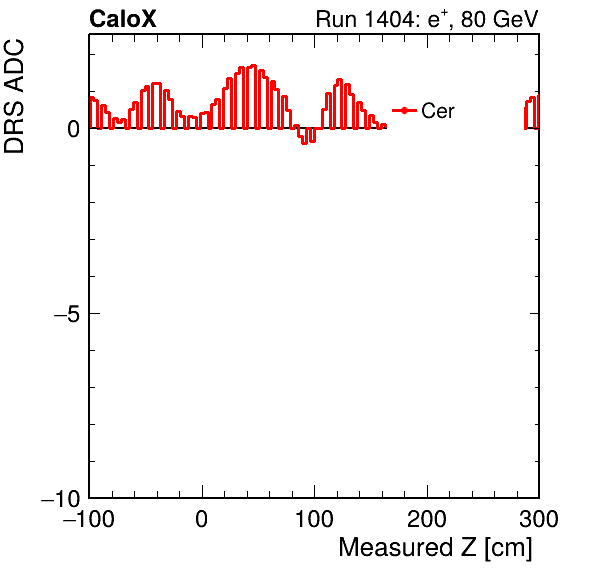 CaloX Run 1404: e⁺, 80 GeV
DRS ADC
Cer
0
−5
−10
−100 0 100 200 300
Measured Z [cm]